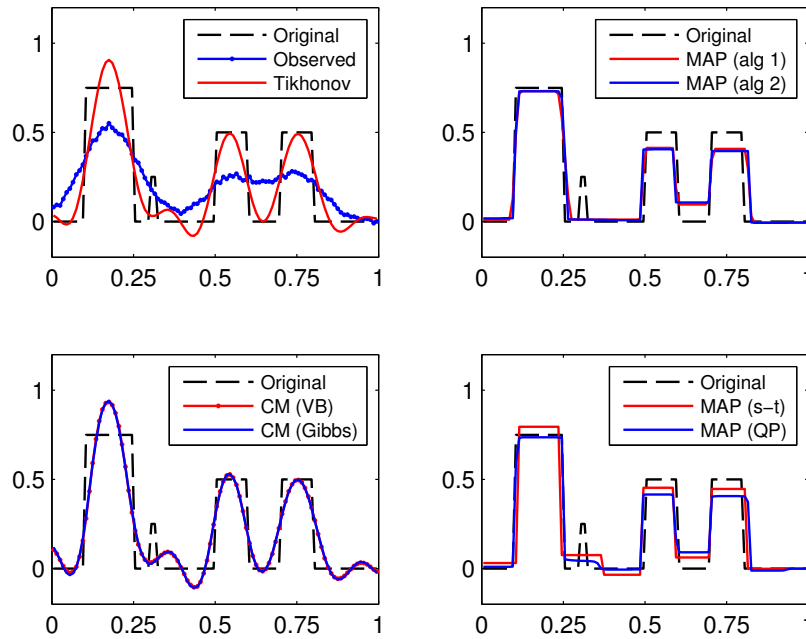 1
0.5
0
0 0.25 0.5 0.75 1
Original
Observed
Tikhonov
1
0.5
0
0 0.25 0.5 0.75 1
Original
MAP (alg 1)
MAP (alg 2)
1
0.5
0
0 0.25 0.5 0.75 1
Original
CM (VB)
CM (Gibbs)
1
0.5
0
0 0.25 0.5 0.75 1
Original
MAP (s−t)
MAP (QP)